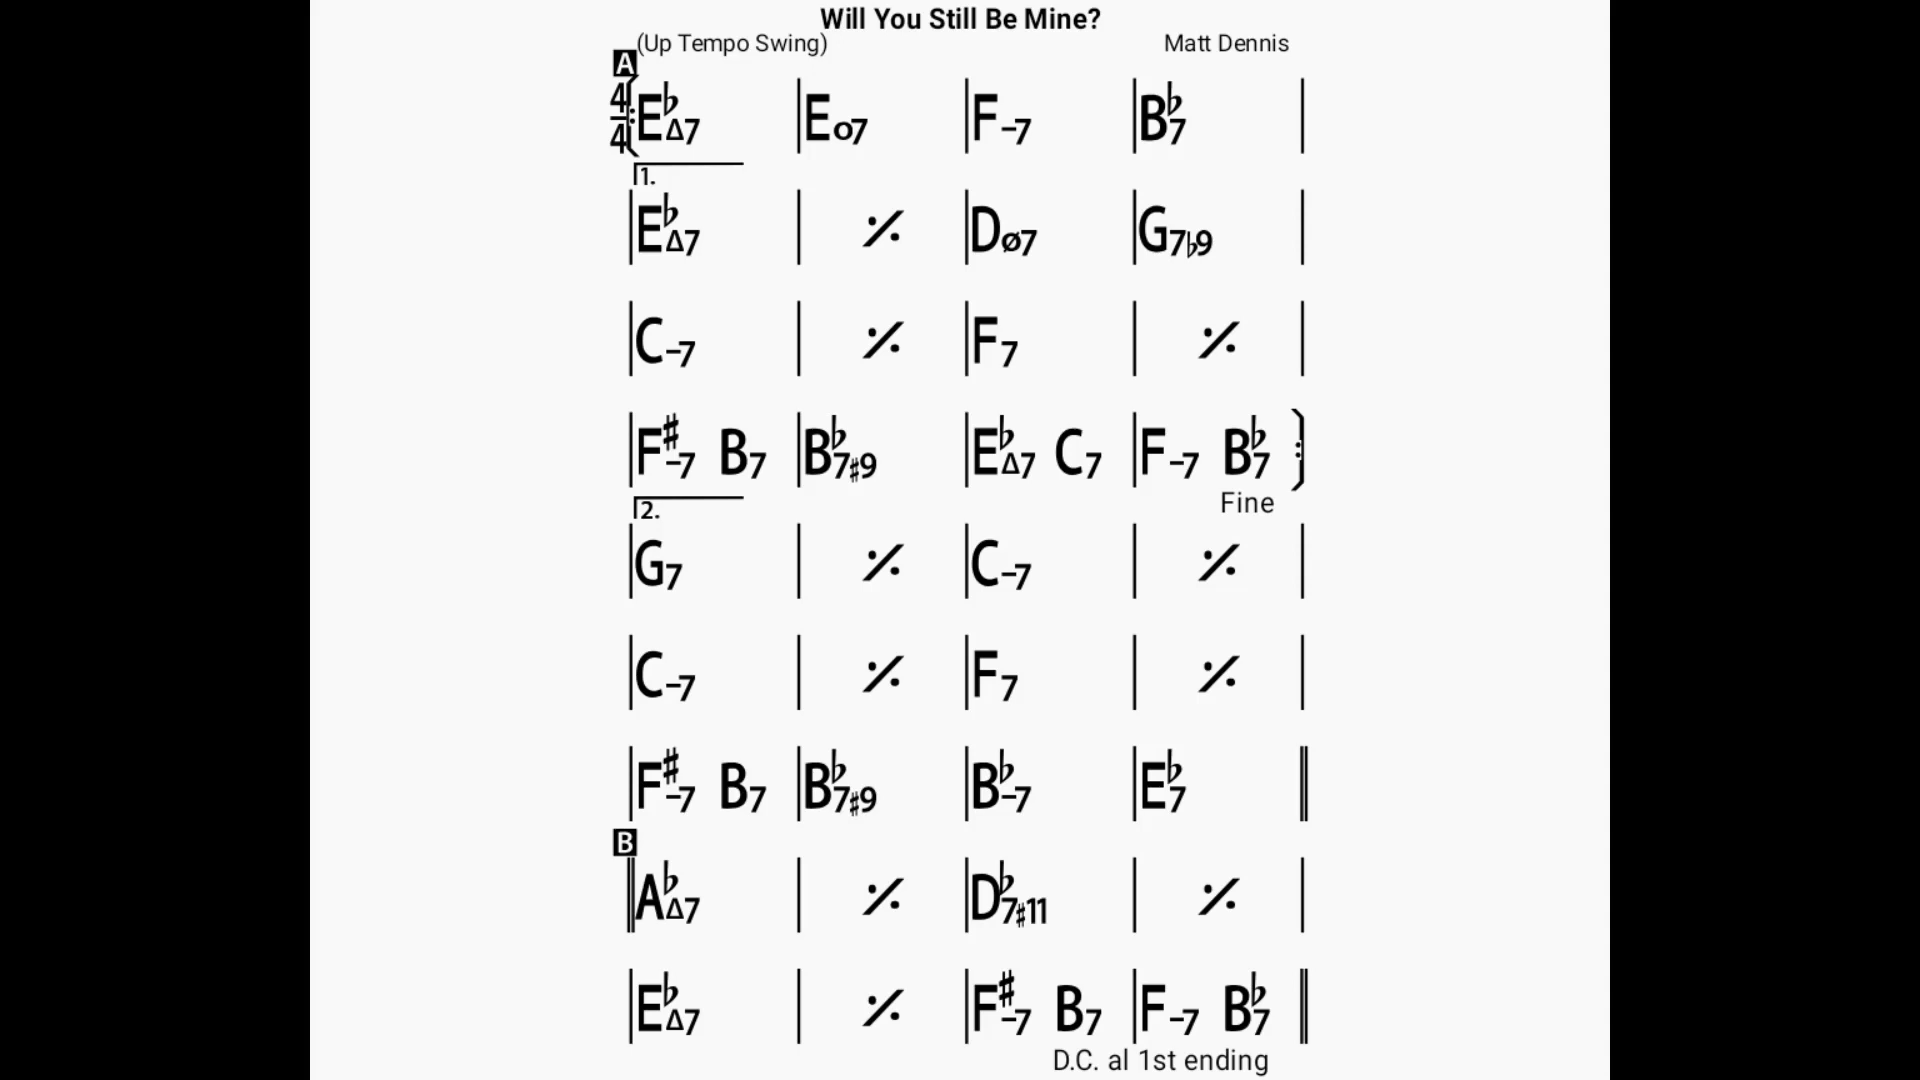 Will You Still Be Mine?
(Up Tempo Swing) Matt Dennis
A
4/4 E♭Δ7 | Eo7 | F–7 | B♭7 |
1.
| E♭Δ7 | 𝄎 | Dø7 | G7♭9 |
| C–7 | 𝄎 | F7 | 𝄎 |
| F♯–7 B7 | B♭7♯9 | E♭Δ7 C7 | F–7 B♭7 :|
Fine
2.
| G7 | 𝄎 | C–7 | 𝄎 |
| C–7 | 𝄎 | F7 | 𝄎 |
| F♯–7 B7 | B♭7♯9 | B♭–7 | E♭7 ||
B
|| A♭Δ7 | 𝄎 | D♭7♯11 | 𝄎 |
| E♭Δ7 | 𝄎 | F♯–7 B7 | F–7 B♭7 ||
D.C. al 1st ending